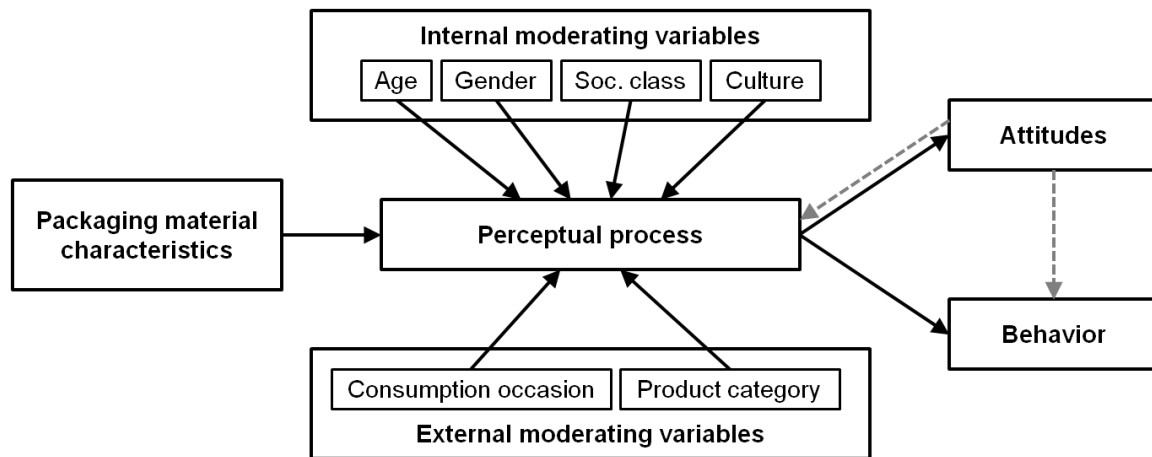 Internal moderating variables
Age
Gender
Soc. class
Culture
Attitudes
Packaging material
characteristics
Perceptual process
Behavior
Consumption occasion
Product category
External moderating variables